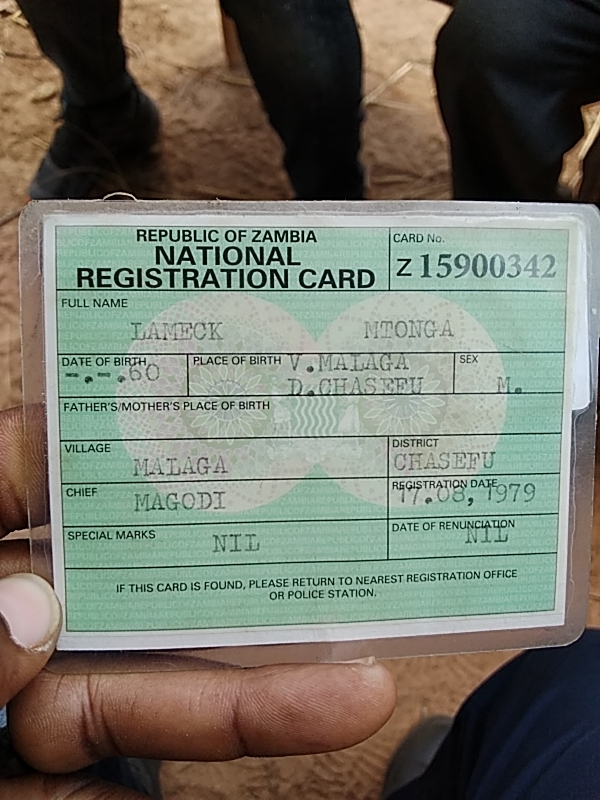 REPUBLIC OF ZAMBIA
NATIONAL
REGISTRATION CARD
CARD No.
Z 15900342
FULL NAME
LAMECK MTONGA
DATE OF BIRTH
-.-.60
PLACE OF BIRTH V.MALAGA
D.CHASEFU
SEX
M.
FATHER'S/MOTHER'S PLACE OF BIRTH
VILLAGE
MALAGA
DISTRICT
CHASEFU
CHIEF
MAGODI
REGISTRATION DATE
17.08,1979
SPECIAL MARKS
NIL
DATE OF RENUNCIATION
NIL
IF THIS CARD IS FOUND, PLEASE RETURN TO NEAREST REGISTRATION OFFICE
OR POLICE STATION.